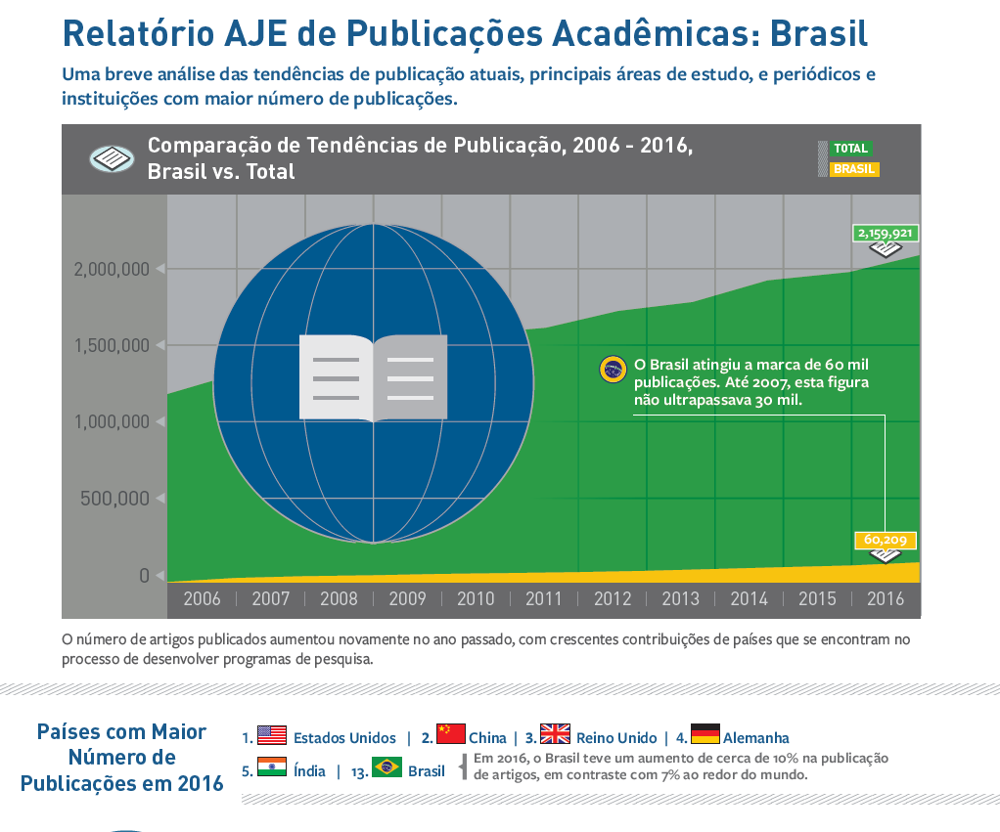 Relatório AJE de Publicações Acadêmicas: Brasil
Uma breve análise das tendências de publicação atuais, principais áreas de estudo, e periódicos e
instituições com maior número de publicações.
Comparação de Tendências de Publicação, 2006 - 2016,
Brasil vs. Total
TOTAL
BRASIL
2,159,921
2,000,000
1,500,000
O Brasil atingiu a marca de 60 mil
publicações. Até 2007, esta figura
não ultrapassava 30 mil.
1,000,000
500,000
60,209
0
2006 | 2007 | 2008 | 2009 | 2010 | 2011 | 2012 | 2013 | 2014 | 2015 | 2016
O número de artigos publicados aumentou novamente no ano passado, com crescentes contribuições de países que se encontram no
processo de desenvolver programas de pesquisa.
Países com Maior
Número de
Publicações em 2016
1. Estados Unidos | 2. China | 3. Reino Unido | 4. Alemanha
5. Índia | 13. Brasil
Em 2016, o Brasil teve um aumento de cerca de 10% na publicação
de artigos, em contraste com 7% ao redor do mundo.